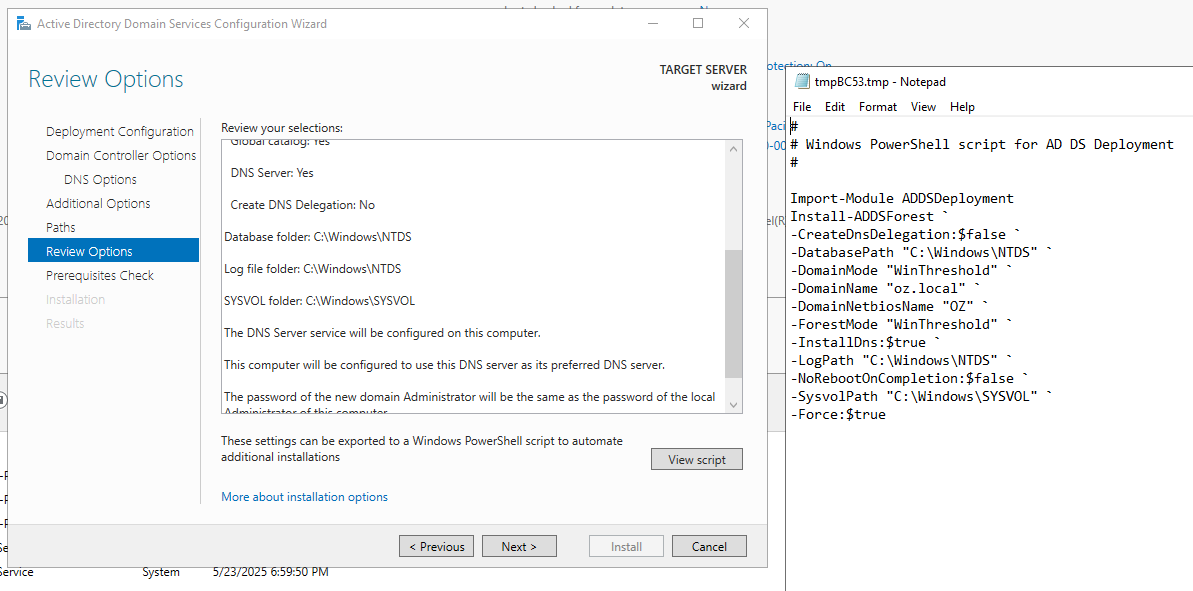 Active Directory Domain Services Configuration Wizard
Review Options
TARGET SERVER
wizard
Deployment Configuration
Domain Controller Options
DNS Options
Additional Options
Paths
Review Options
Prerequisites Check
Installation
Results
Review your selections:
Global catalog: Yes
DNS Server: Yes
Create DNS Delegation: No
Database folder: C:\Windows\NTDS
Log file folder: C:\Windows\NTDS
SYSVOL folder: C:\Windows\SYSVOL
The DNS Server service will be configured on this computer.
This computer will be configured to use this DNS server as its preferred DNS server.
The password of the new domain Administrator will be the same as the password of the local
Administrator of this computer.
These settings can be exported to a Windows PowerShell script to automate
additional installations
View script
More about installation options
< Previous
Next >
Install
Cancel
Service
System
5/23/2025 6:59:50 PM
tmpBC53.tmp - Notepad
File Edit Format View Help
#
# Windows PowerShell script for AD DS Deployment
#
Import-Module ADDSDeployment
Install-ADDSForest `
-CreateDnsDelegation:$false `
-DatabasePath "C:\Windows\NTDS" `
-DomainMode "WinThreshold" `
-DomainName "oz.local" `
-DomainNetbiosName "OZ" `
-ForestMode "WinThreshold" `
-InstallDns:$true `
-LogPath "C:\Windows\NTDS" `
-NoRebootOnCompletion:$false `
-SysvolPath "C:\Windows\SYSVOL" `
-Force:$true